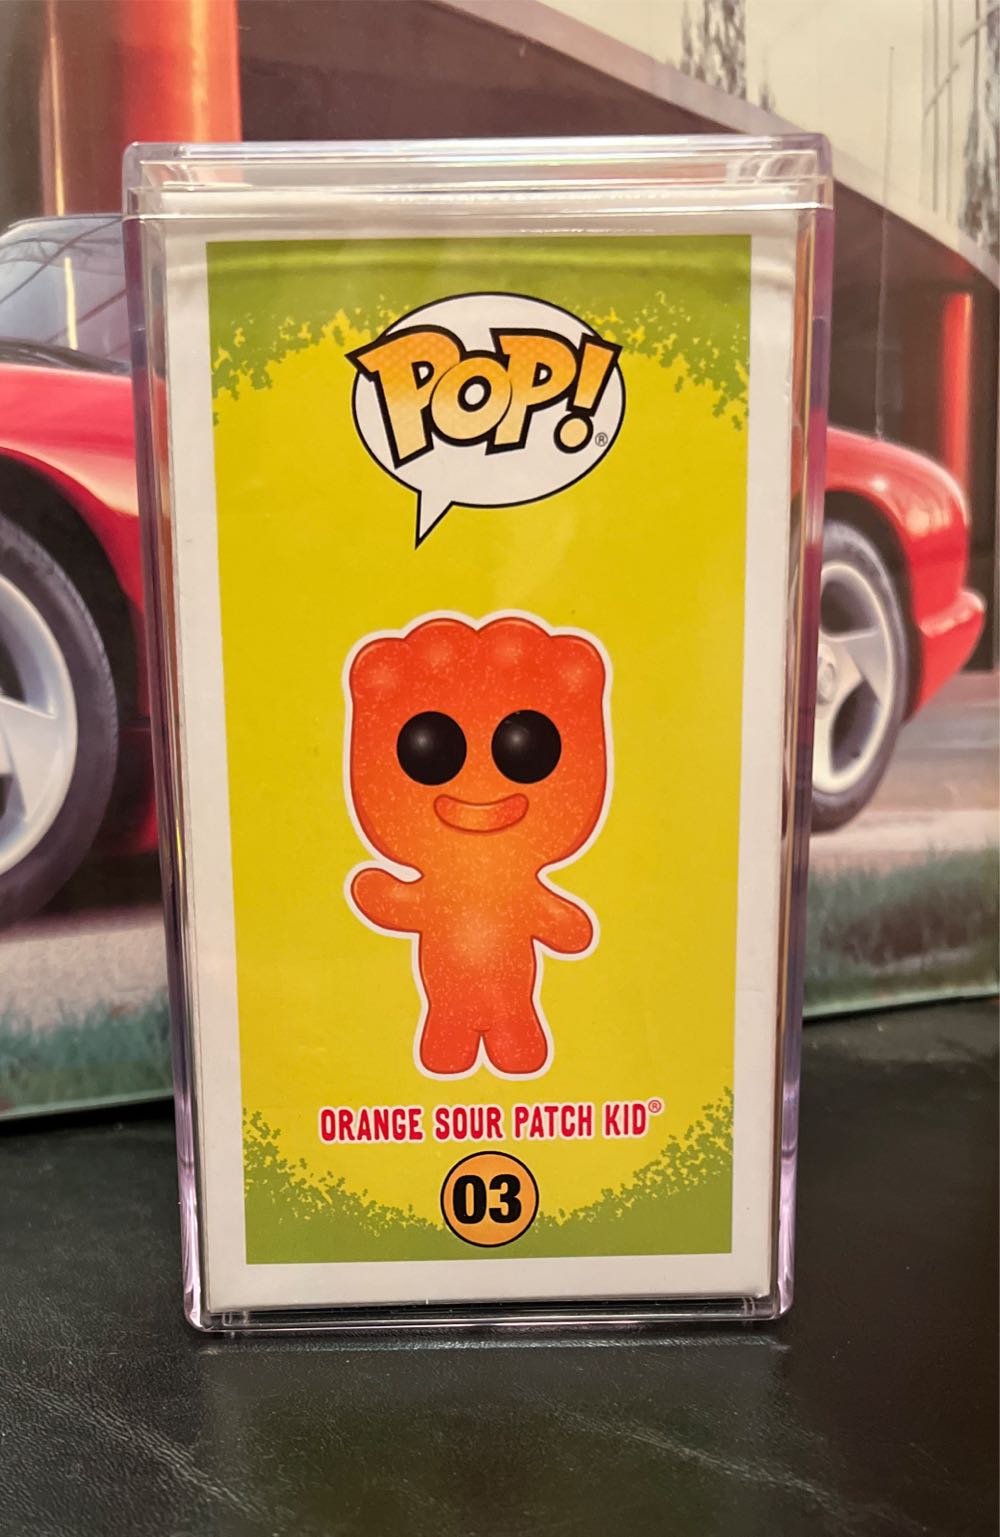 POP!®
ORANGE SOUR PATCH KID®
03